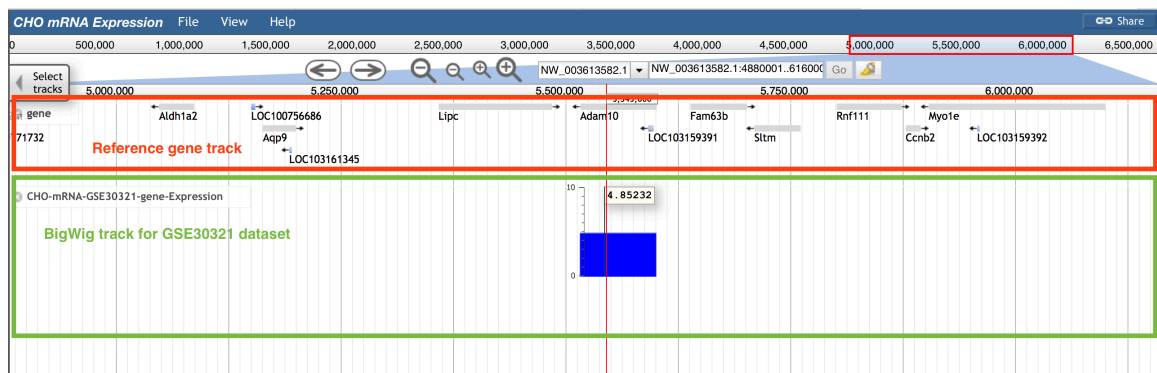 CHO mRNA Expression File View Help Share
0 500,000 1,000,000 1,500,000 2,000,000 2,500,000 3,000,000 3,500,000 4,000,000 4,500,000 5,000,000 5,500,000 6,000,000 6,500,000
Select
tracks
NW_003613582.1 NW_003613582.1:4880001..61600 Go
5,000,000 5,250,000 5,500,000 5,750,000 6,000,000
gene
Aldh1a2 LOC100756686 Lipc Adam10 Fam63b Rnf111 Myo1e
71732 Aqp9 LOC103159391 Sltm Ccnb2 LOC103159392
Reference gene track
LOC103161345
CHO-mRNA-GSE30321-gene-Expression
10
4.85232
BigWig track for GSE30321 dataset
0